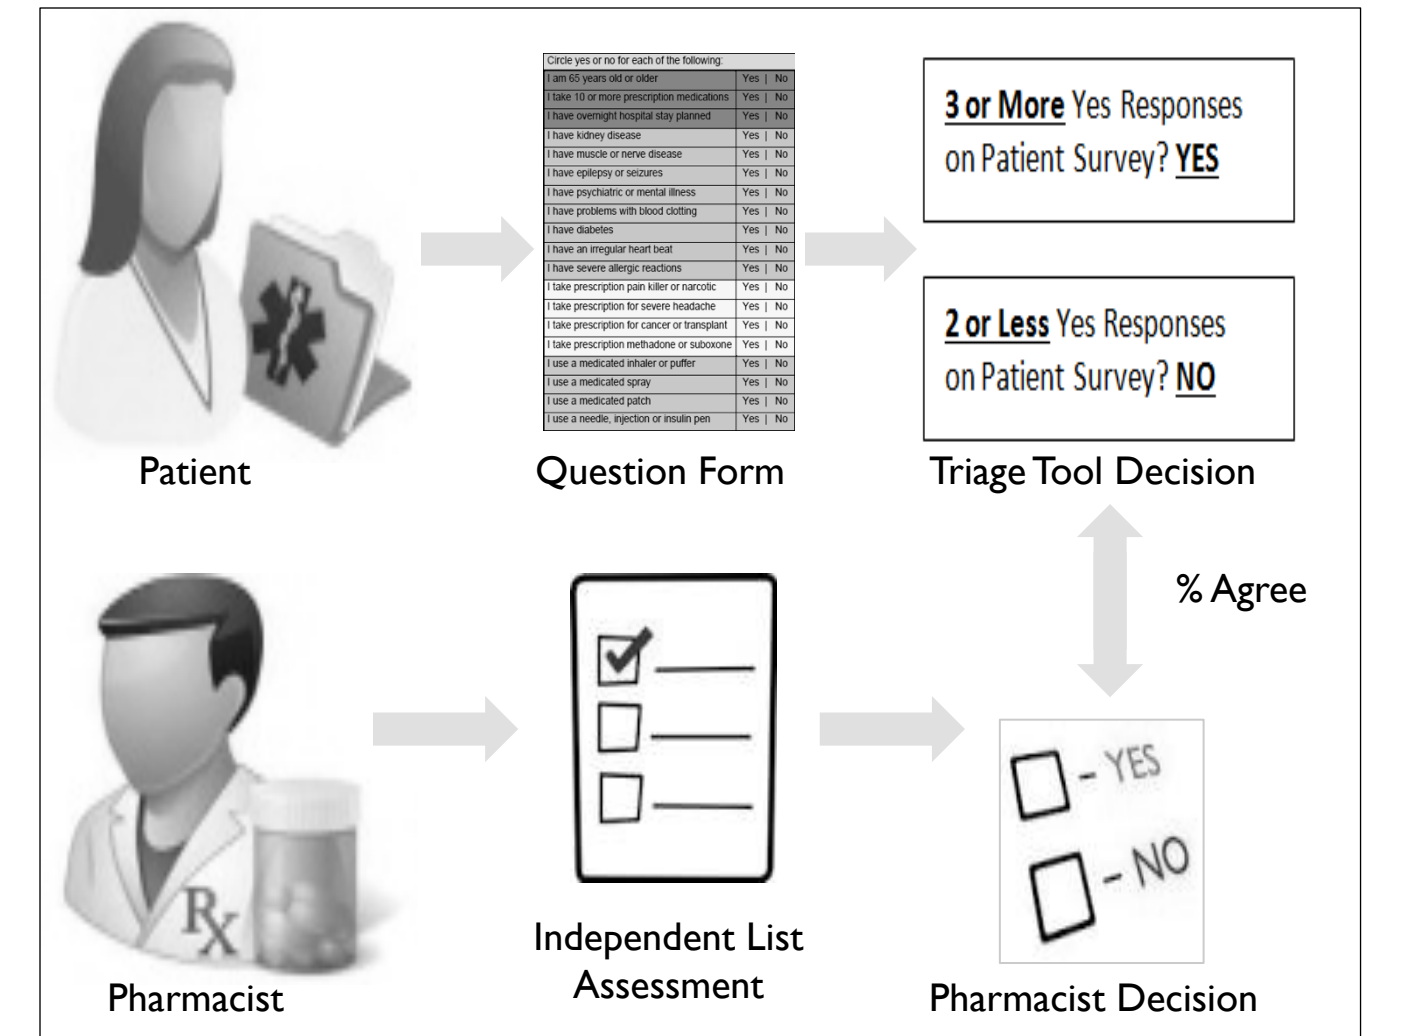 Circle yes or no for each of the following:
I am 65 years old or older Yes | No
I take 10 or more prescription medications Yes | No
I have overnight hospital stay planned Yes | No
I have kidney disease Yes | No
I have muscle or nerve disease Yes | No
I have epilepsy or seizures Yes | No
I have psychiatric or mental illness Yes | No
I have problems with blood clotting Yes | No
I have diabetes Yes | No
I have an irregular heart beat Yes | No
I have severe allergic reactions Yes | No
I take prescription pain killer or narcotic Yes | No
I take prescription for severe headache Yes | No
I take prescription for cancer or transplant Yes | No
I take prescription methadone or suboxone Yes | No
I use a medicated inhaler or puffer Yes | No
I use a medicated spray Yes | No
I use a medicated patch Yes | No
I use a needle, injection or insulin pen Yes | No
3 or More Yes Responses
on Patient Survey? YES
2 or Less Yes Responses
on Patient Survey? NO
Patient
Question Form
Triage Tool Decision
% Agree
Rx
- YES
- NO
Pharmacist
Independent List
Assessment
Pharmacist Decision